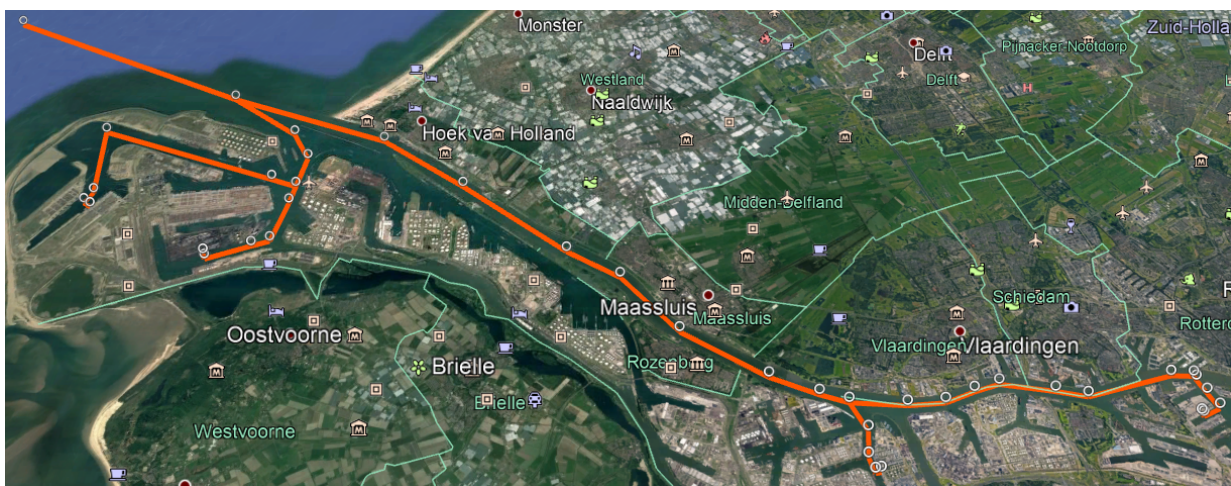 Monster
Delft
Pijnacker-Nootdorp
Zuid-Holla
Westland
Delft
Naaldwijk
Hoek van Holland
Midden-Delfland
Maassluis
Maassluis
Schiedam
Oostvoorne
Vlaardingen
Vlaardingen
Rotterd
R
Brielle
Rozenburg
Brielle
Westvoorne